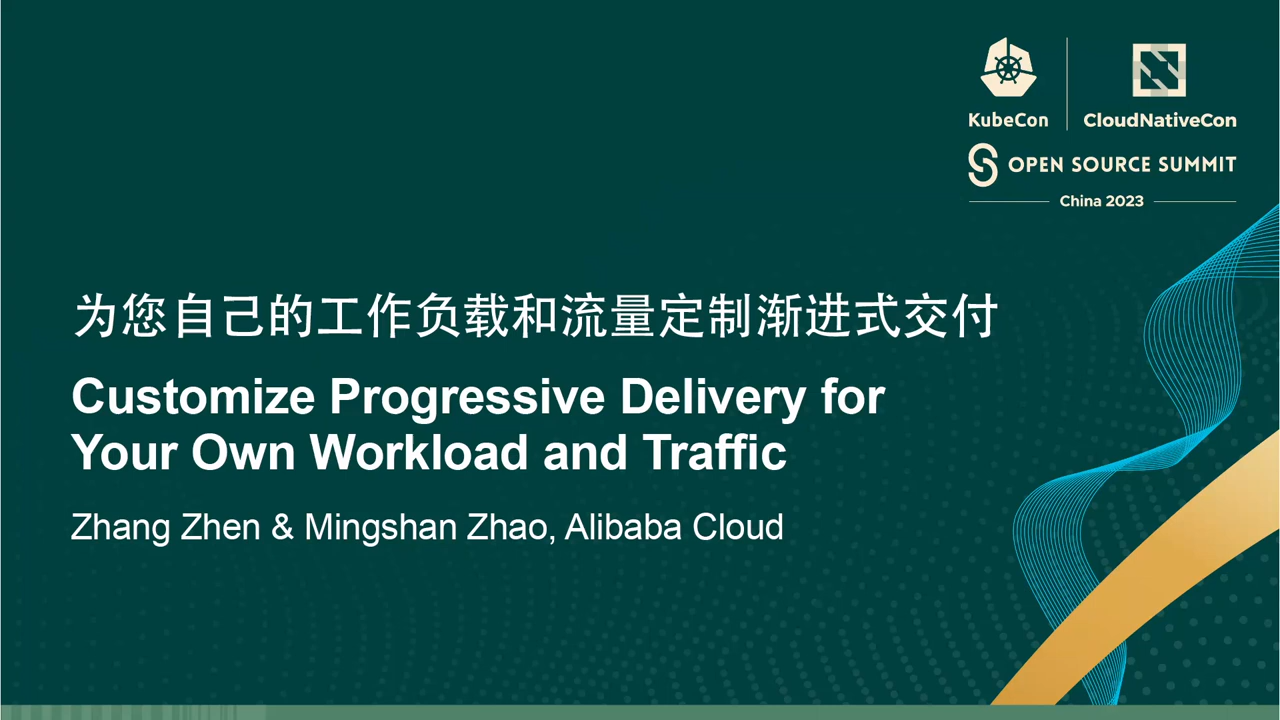 KubeCon
CloudNativeCon
OPEN SOURCE SUMMIT
China 2023
为您自己的工作负载和流量定制渐进式交付
Customize Progressive Delivery for
Your Own Workload and Traffic
Zhang Zhen & Mingshan Zhao, Alibaba Cloud